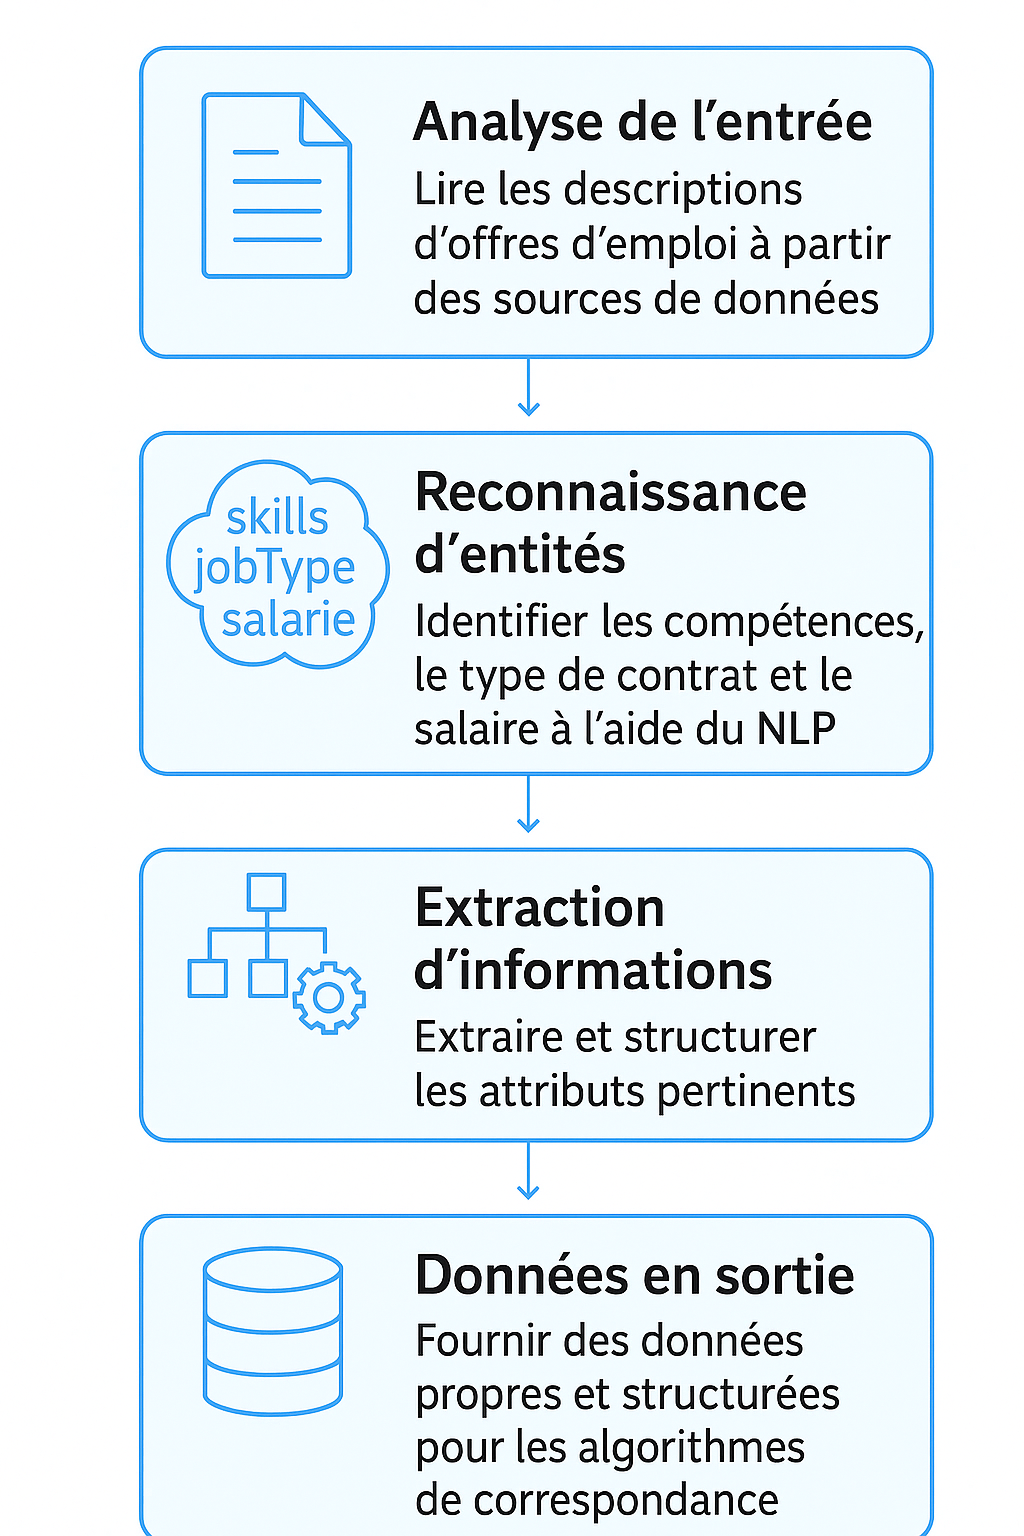 Analyse de l’entrée
Lire les descriptions
d’offres d’emploi à partir
des sources de données
skills
jobType
salarie
Reconnaissance
d’entités
Identifier les compétences,
le type de contrat et le
salaire à l’aide du NLP
Extraction
d’informations
Extraire et structurer
les attributs pertinents
Données en sortie
Fournir des données
propres et structurées
pour les algorithmes
de correspondance